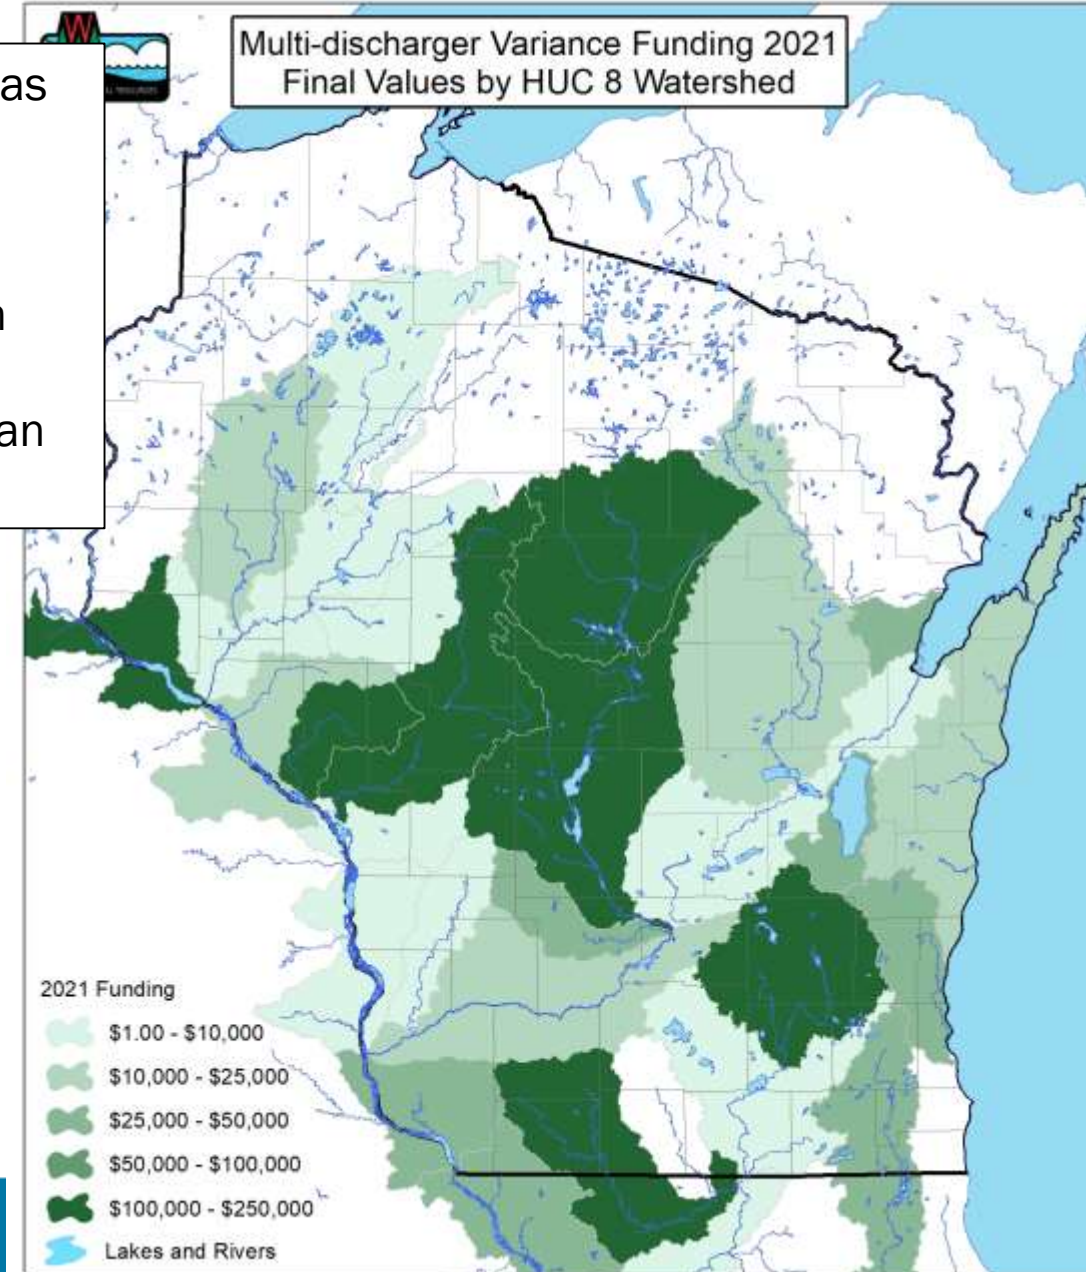 W
as
an
Multi-discharger Variance Funding 2021
Final Values by HUC 8 Watershed
2021 Funding
$1.00 - $10,000
$10,000 - $25,000
$25,000 - $50,000
$50,000 - $100,000
$100,000 - $250,000
Lakes and Rivers